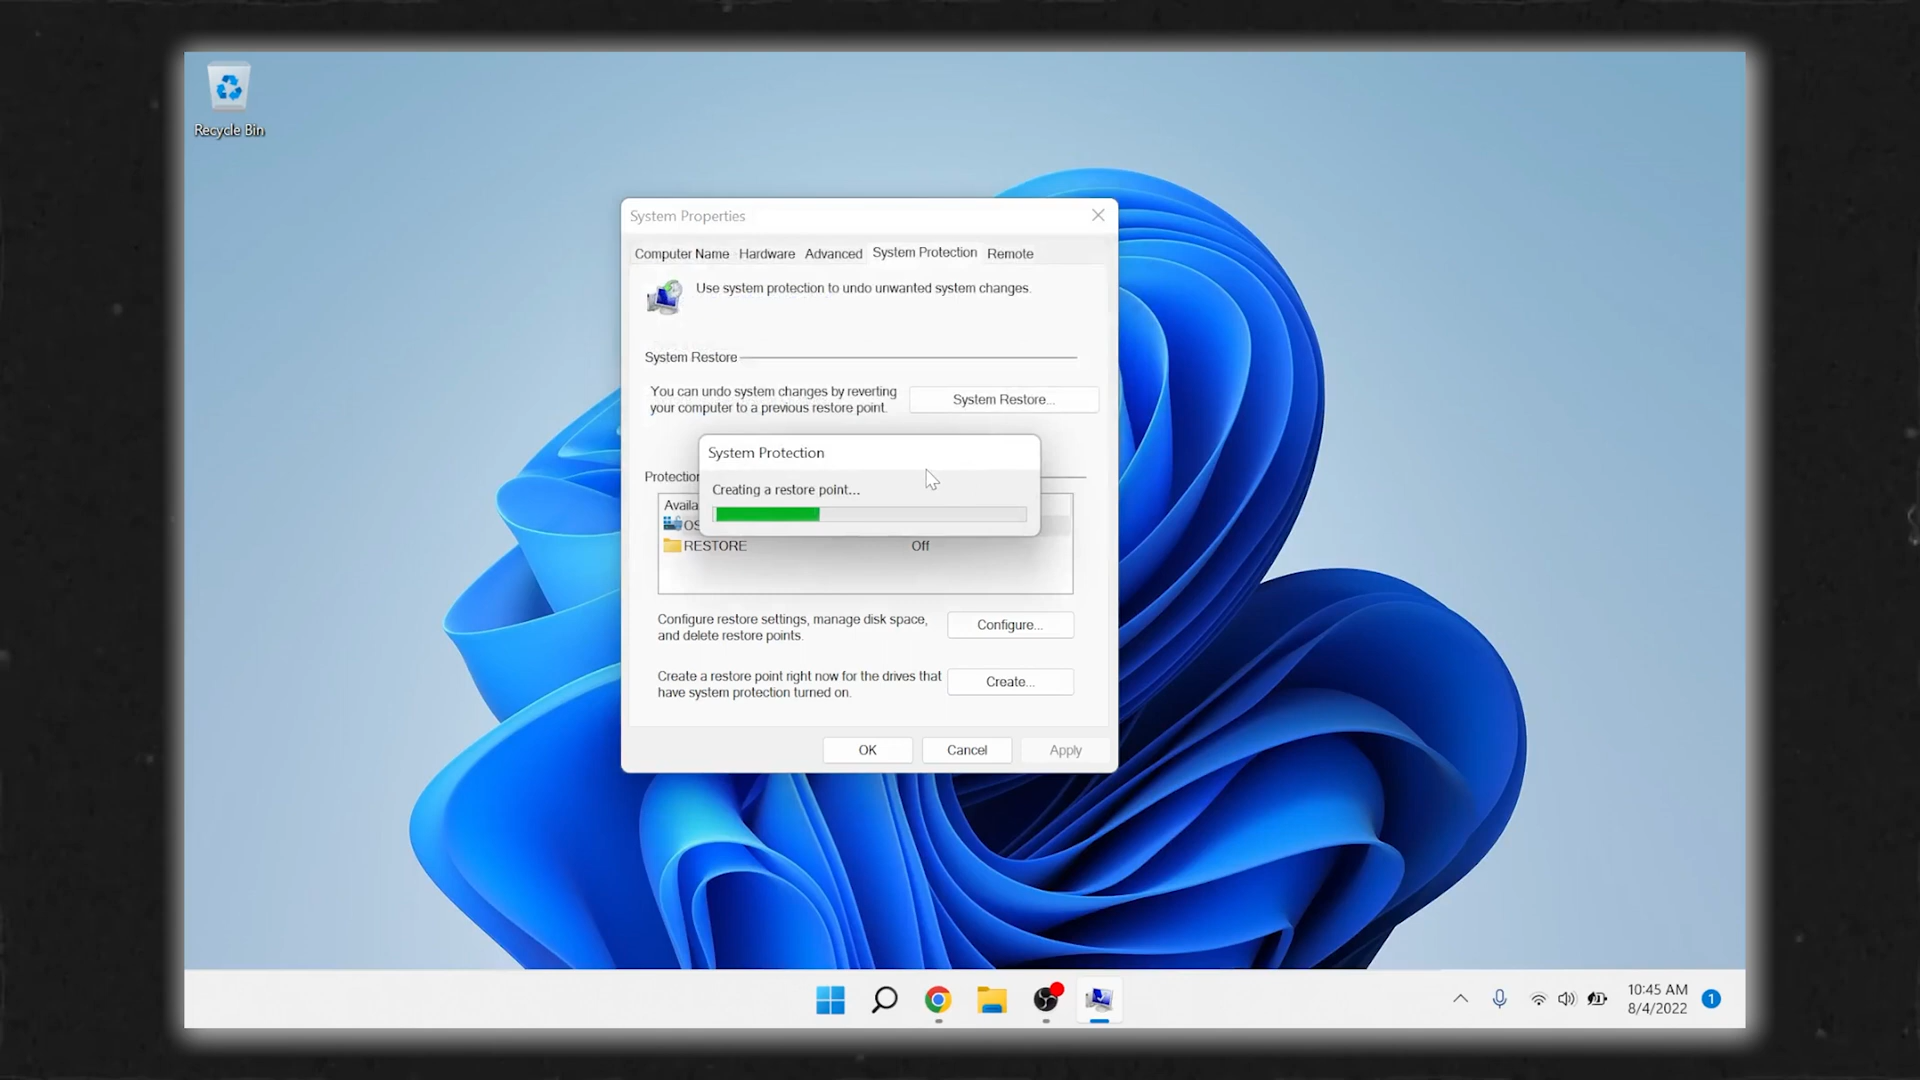 Recycle Bin
System Properties
Computer Name Hardware Advanced System Protection Remote
Use system protection to undo unwanted system changes.
System Restore
You can undo system changes by reverting
your computer to a previous restore point.
System Restore...
System Protection
Protection
Creating a restore point...
Availa
OS
RESTORE Off
Configure restore settings, manage disk space,
and delete restore points.
Configure...
Create a restore point right now for the drives that
have system protection turned on.
Create...
OK Cancel Apply
10:45 AM
8/4/2022
1